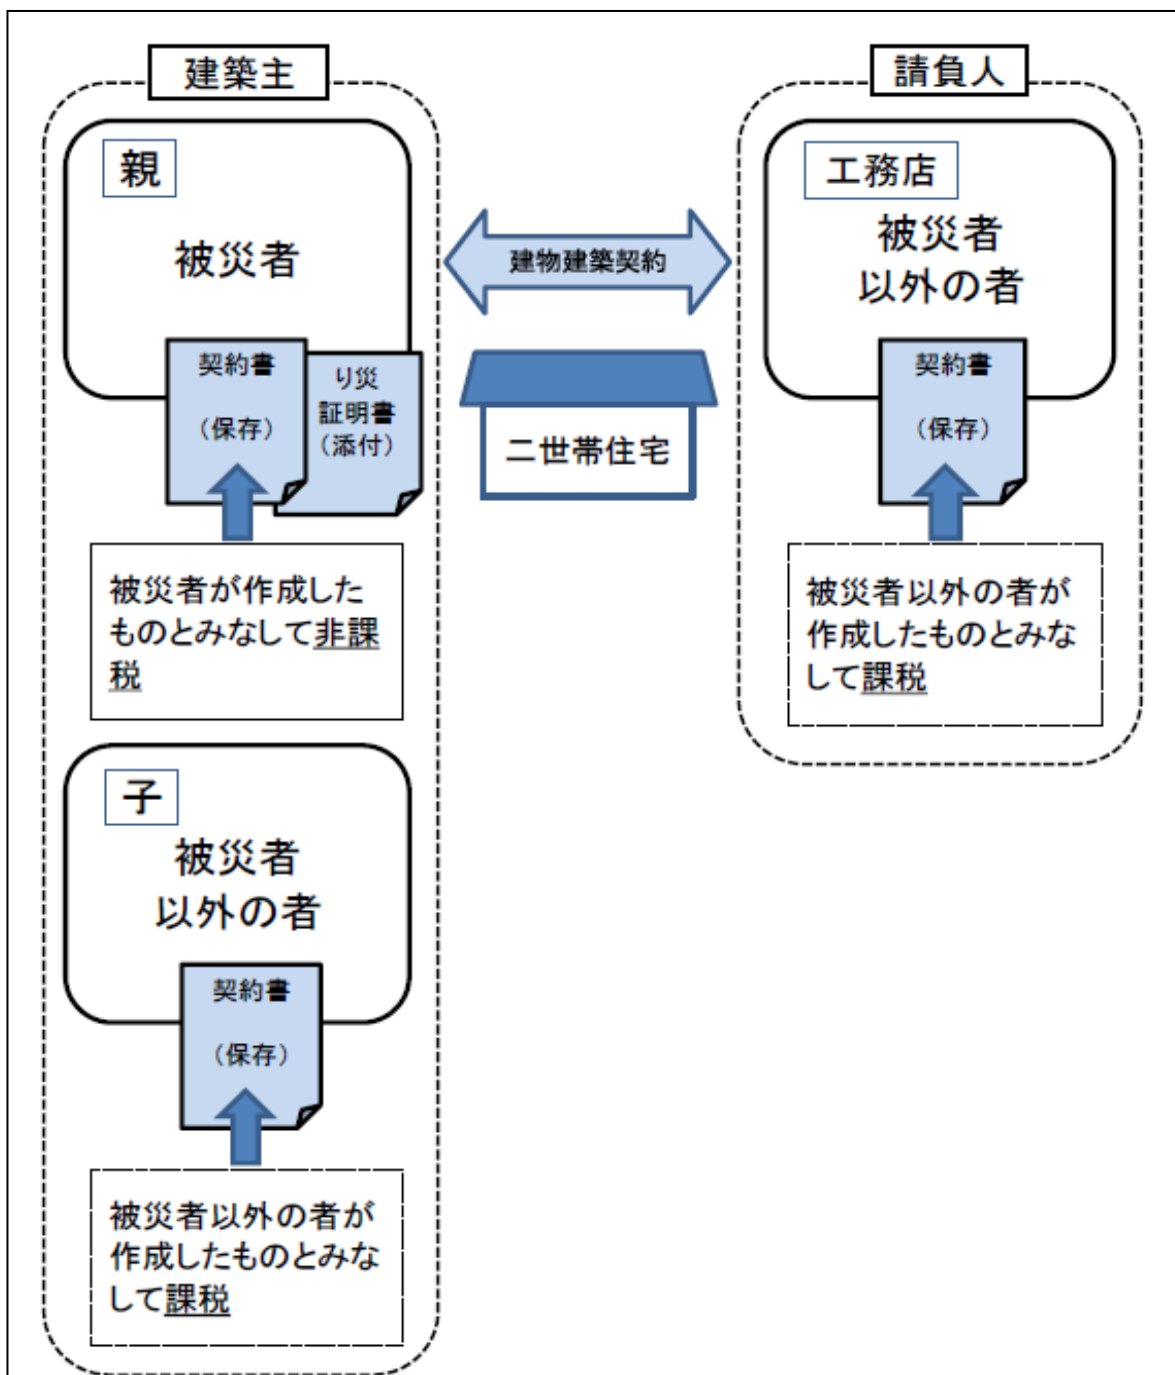 建築主
親
被災者
契約書
（保存）
り災
証明書
（添付）
被災者が作成した
ものとみなして非課
税
子
被災者
以外の者
契約書
（保存）
被災者以外の者が
作成したものとみな
して課税
建物建築契約
二世帯住宅
請負人
工務店
被災者
以外の者
契約書
（保存）
被災者以外の者が
作成したものとみな
して課税